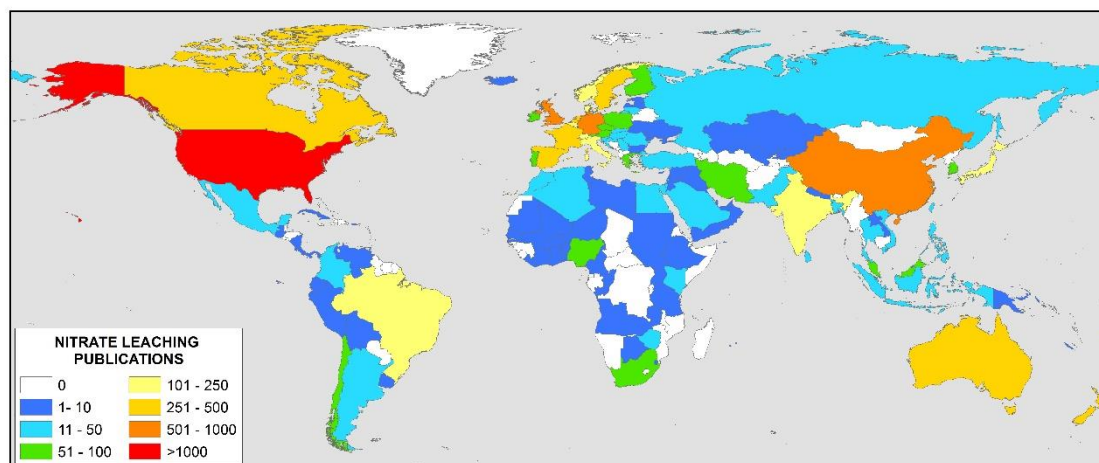 NITRATE LEACHING
PUBLICATIONS
0
1- 10
11 - 50
51 - 100
101 - 250
251 - 500
501 - 1000
>1000